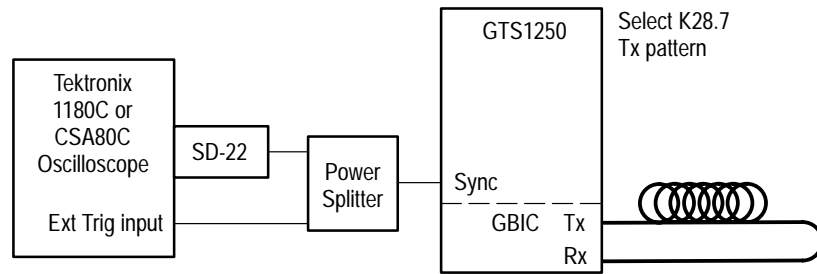 Tektronix
1180C or
CSA80C
Oscilloscope
Ext Trig input
SD-22
Power
Splitter
GTS1250
Sync
GBIC Tx
Rx
Select K28.7
Tx pattern